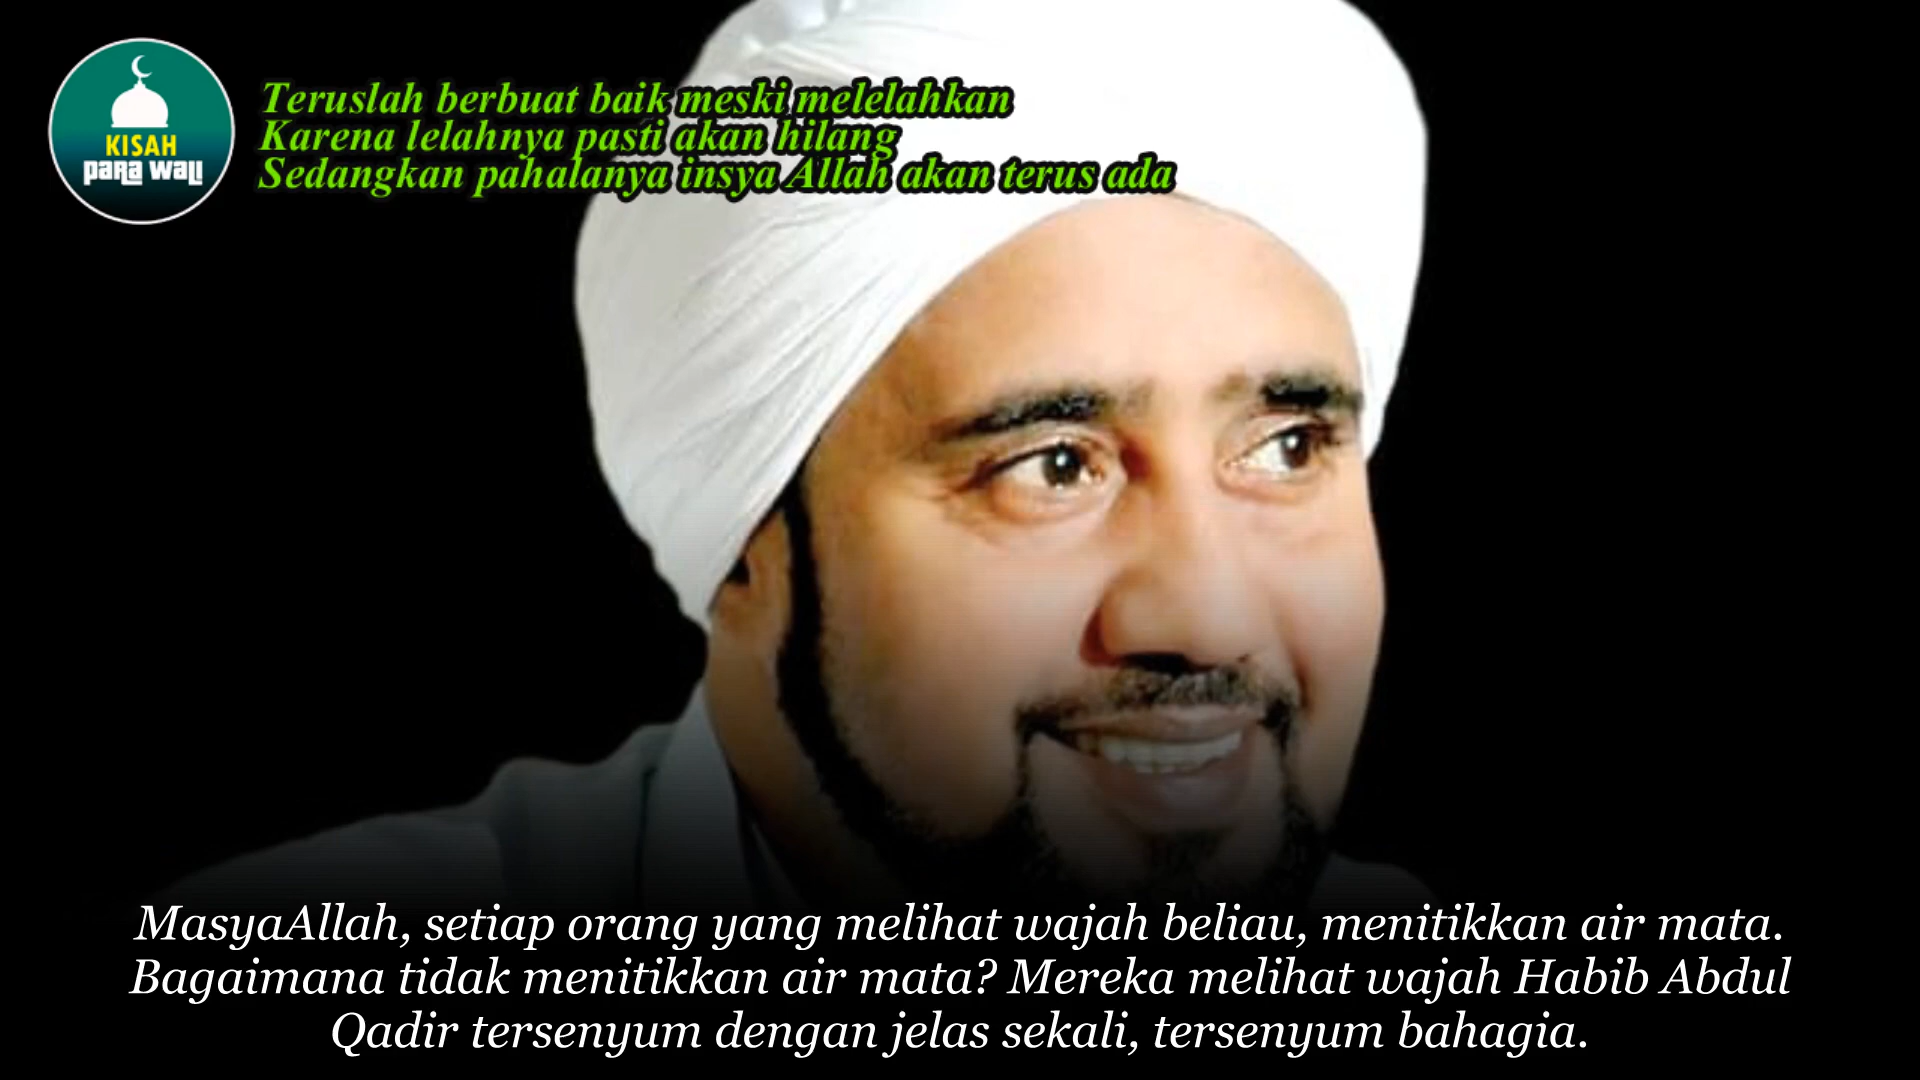 KISAH
PARA WALI
Teruslah berbuat baik meski melelahkan
Karena lelahnya pasti akan hilang
Sedangkan pahalanya insya Allah akan terus ada
MasyaAllah, setiap orang yang melihat wajah beliau, menitikkan air mata.
Bagaimana tidak menitikkan air mata? Mereka melihat wajah Habib Abdul
Qadir tersenyum dengan jelas sekali, tersenyum bahagia.